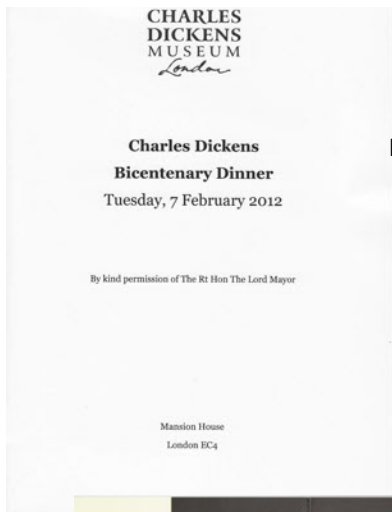 CHARLES
DICKENS
MUSEUM
London
Charles Dickens
Bicentenary Dinner
Tuesday, 7 February 2012
By kind permission of The Rt Hon The Lord Mayor
Mansion House
London EC4